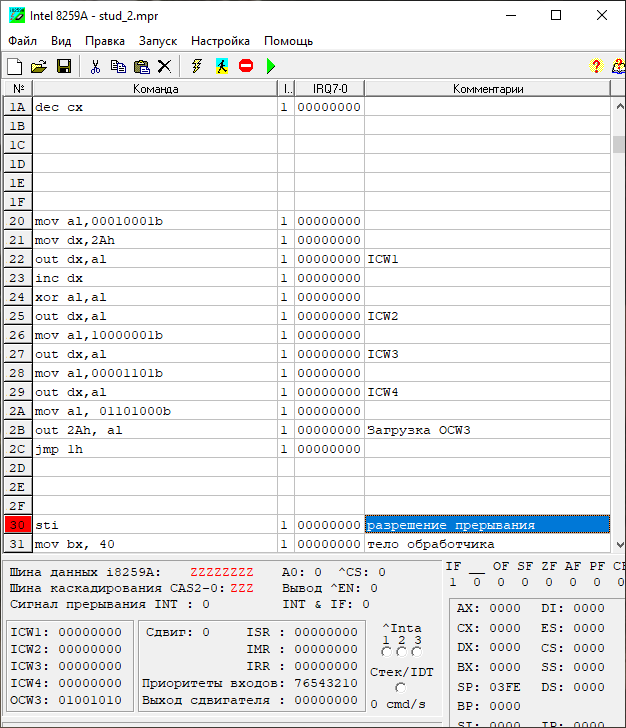 Intel 8259A - stud_2.mpr
Файл Вид Правка Запуск Настройка Помощь
№ Команда I.. IRQ7-0 Комментарии
1A dec cx 1 00000000
1B
1C
1D
1E
1F
20 mov al,00010001b 1 00000000
21 mov dx,2Ah 1 00000000
22 out dx,al 1 00000000 ICW1
23 inc dx 1 00000000
24 xor al,al 1 00000000
25 out dx,al 1 00000000 ICW2
26 mov al,10000001b 1 00000000
27 out dx,al 1 00000000 ICW3
28 mov al,00001101b 1 00000000
29 out dx,al 1 00000000 ICW4
2A mov al, 01101000b 1 00000000
2B out 2Ah, al 1 00000000 Загрузка OCW3
2C jmp 1h 1 00000000
2D
2E
2F
30 sti 1 00000000 разрешение прерывания
31 mov bx, 40 1 00000000 тело обработчика
Шина данных i8259A: ZZZZZZZZ A0: 0 ^CS: 0
Шина каскадирования CAS2-0: ZZZ Вывод ^EN: 0
Сигнал прерывания INT : 0 INT & IF: 0
ICW1: 00000000
ICW2: 00000000
ICW3: 00000000
ICW4: 00000000
OCW3: 01001010
Сдвиг: 0 ISR : 00000000
IMR : 00000000
IRR : 00000000
Приоритеты входов: 76543210
Выход сдвигателя : 00000000
^Inta
1 2 3
Стек/IDT
0 cmd/s
IF __ OF SF ZF AF PF
1 0 0 0 0 0 0 0
AX: 0000 DI: 0000
CX: 0000 ES: 0000
DX: 0000 CS: 0000
BX: 0000 SS: 0000
SP: 03FE DS: 0000
BP: 0000
SI: 0000 IP: 0000